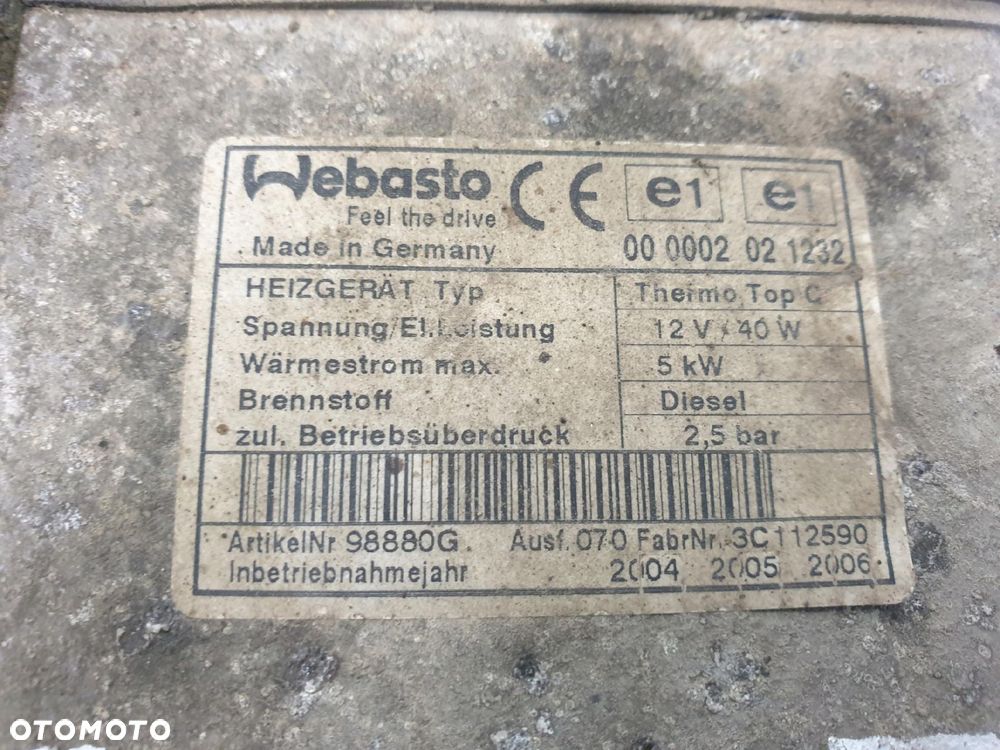 Webasto
Feel the drive
Made in Germany
CE e1 e1
00 0002 02 1232
HEIZGERÄT Typ Thermo Top C
Spannung/El.Leistung 12 V / 40 W
Wärmestrom max. 5 kW
Brennstoff Diesel
zul. Betriebsüberdruck 2,5 bar
ArtikelNr 98880G Ausf. 070 FabrNr. 3C112590
Inbetriebnahmejahr 2004 2005 2006
OTOMOTO